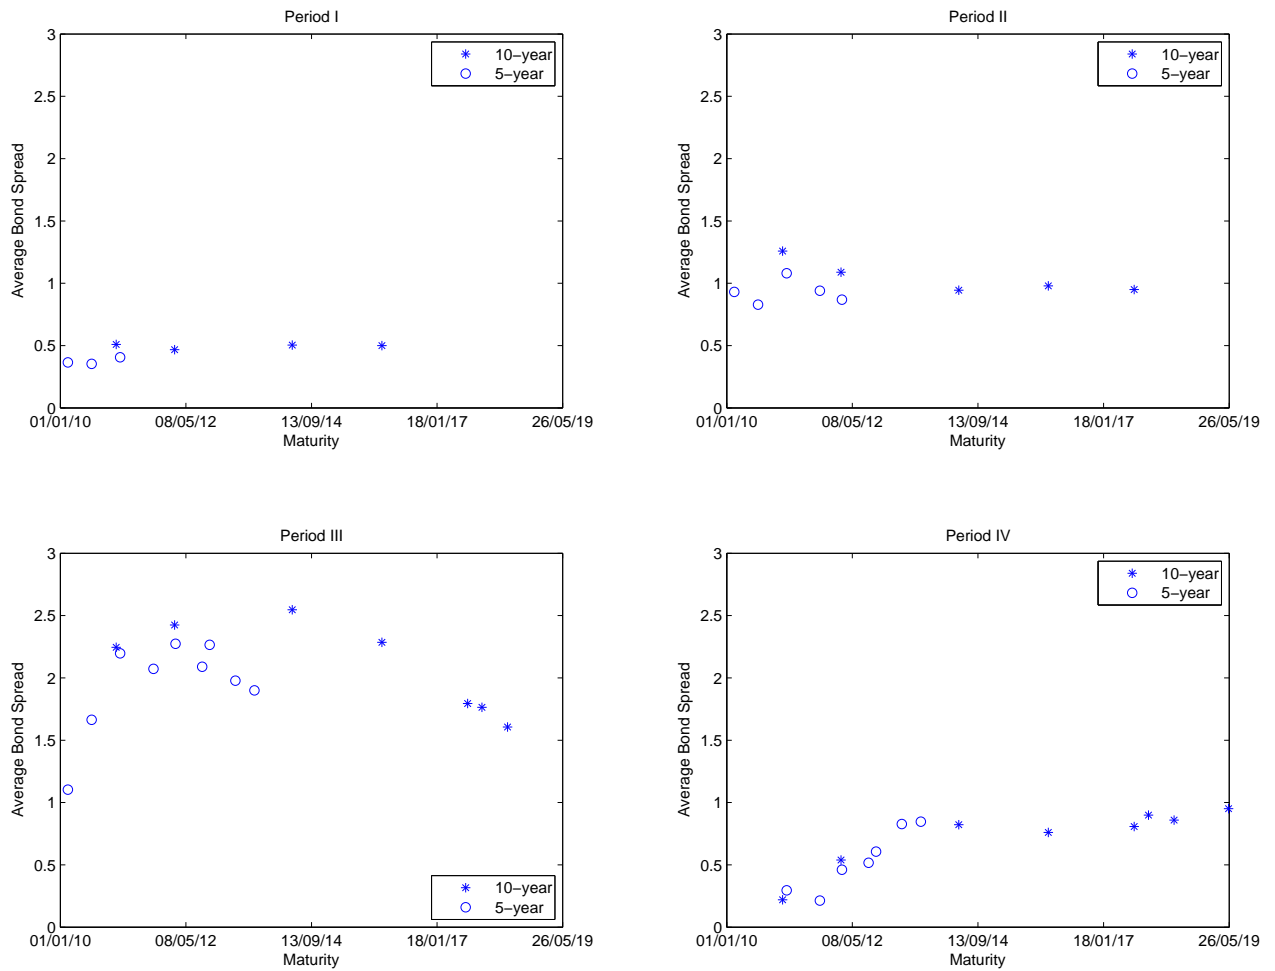 Period I
3
2.5
2
1.5
1
0.5
0
Average Bond Spread
10−year
5−year
01/01/10 08/05/12 13/09/14 18/01/17 26/05/19
Maturity
Period II
3
2.5
2
1.5
1
0.5
0
Average Bond Spread
10−year
5−year
01/01/10 08/05/12 13/09/14 18/01/17 26/05/19
Maturity
Period III
3
2.5
2
1.5
1
0.5
0
Average Bond Spread
10−year
5−year
01/01/10 08/05/12 13/09/14 18/01/17 26/05/19
Maturity
Period IV
3
2.5
2
1.5
1
0.5
0
Average Bond Spread
10−year
5−year
01/01/10 08/05/12 13/09/14 18/01/17 26/05/19
Maturity